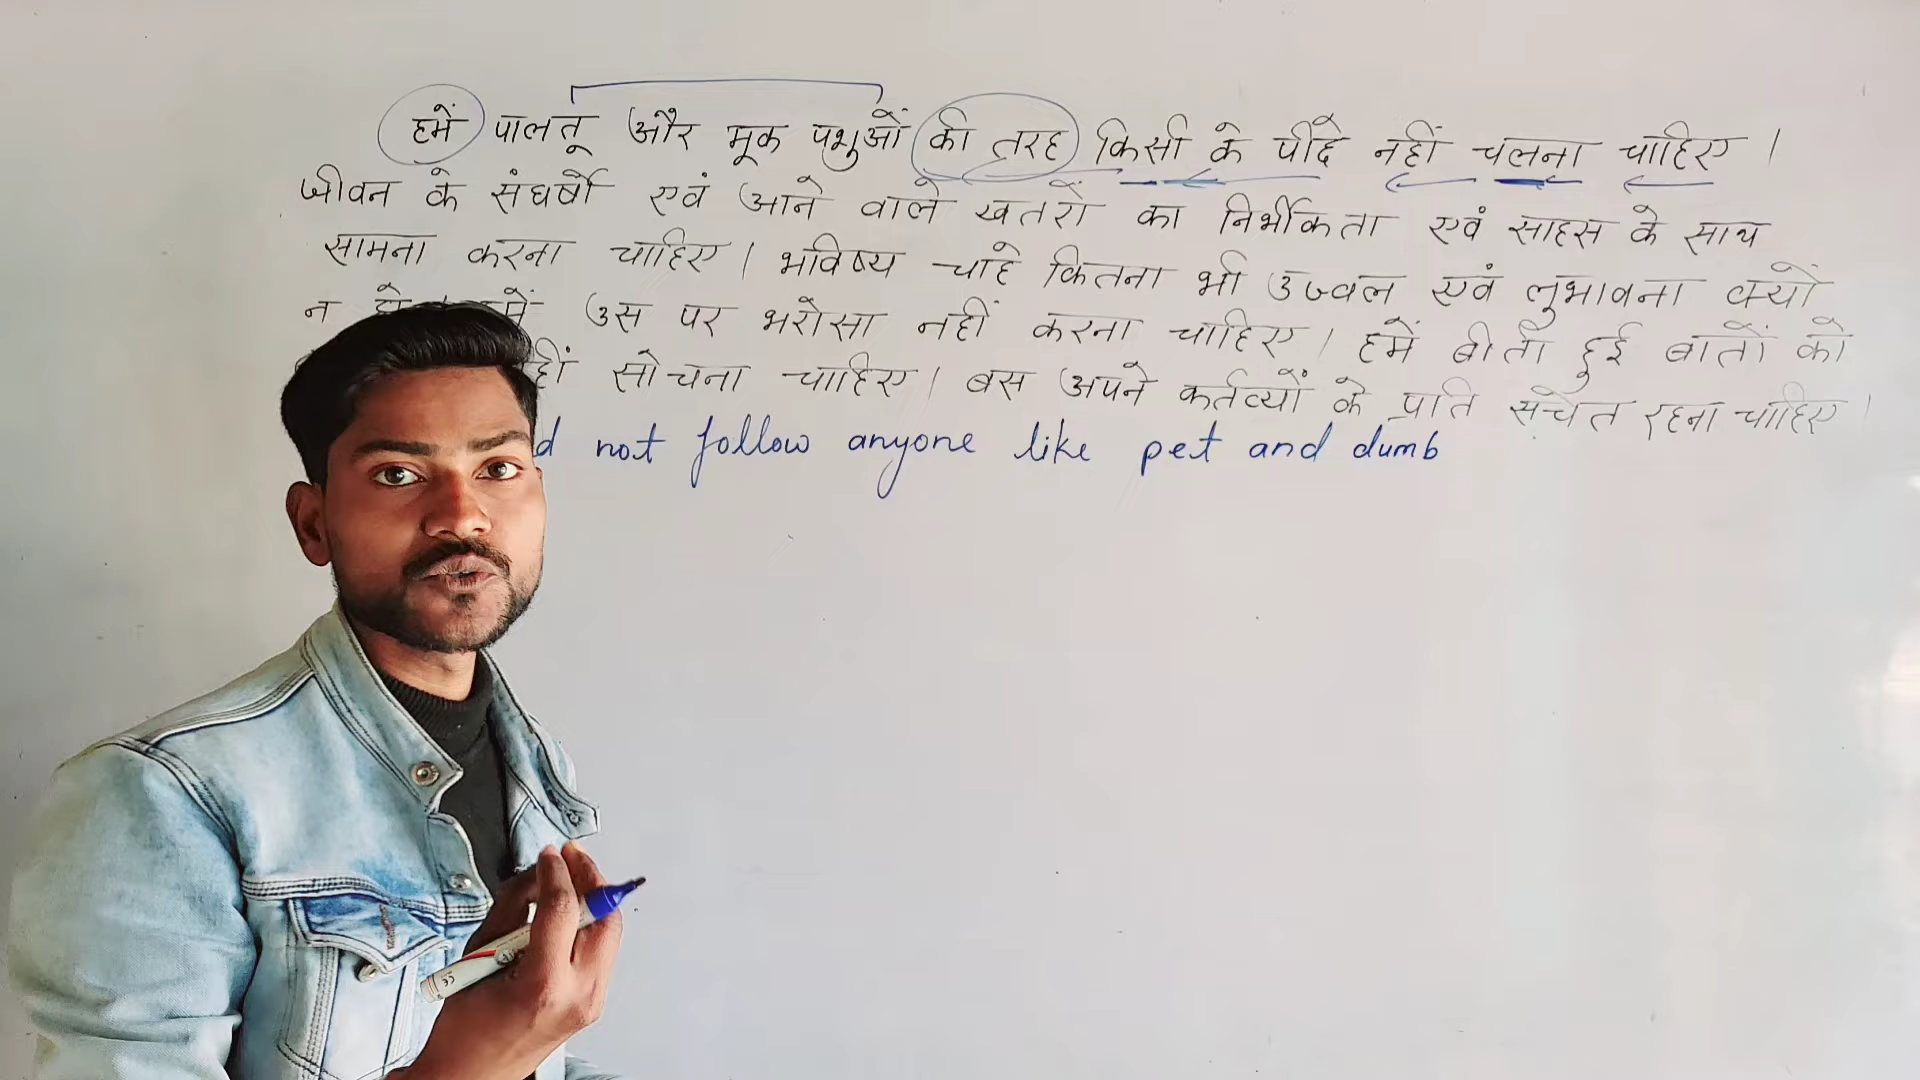 हमें पालतू और मूक पशुओं की तरह किसी के पीछे नहीं चलना चाहिए।
जीवन के संघर्षों एवं आने वाले खतरों का निर्भीकता एवं साहस के साथ
सामना करना चाहिए। भविष्य चाहे कितना भी उज्वल एवं लुभावना क्यों
न उस पर भरोसा नहीं करना चाहिए। हमें बीती हुई बातों को
सोचना चाहिए। बस अपने कर्तव्यों के प्रति सचेत रहना चाहिए।
not follow anyone like pet and dumb